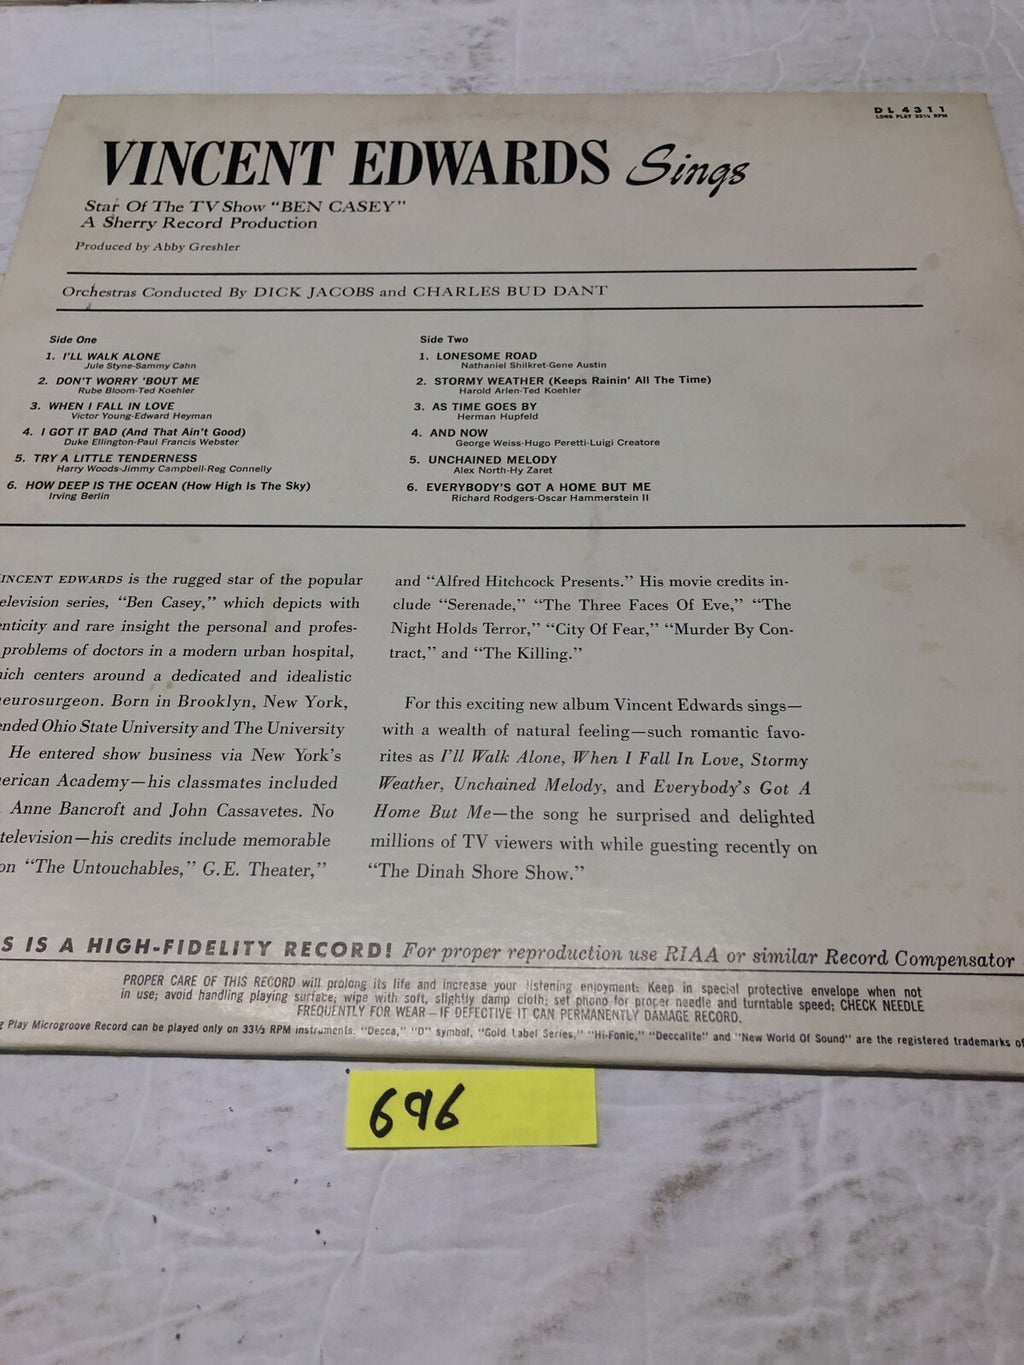 DL 4311
LONG PLAY 33⅓ RPM
VINCENT EDWARDS Sings
Star Of The TV Show "BEN CASEY"
A Sherry Record Production
Produced by Abby Greshler
Orchestras Conducted By DICK JACOBS and CHARLES BUD DANT
Side One
1. I'LL WALK ALONE
Jule Styne-Sammy Cahn
2. DON'T WORRY 'BOUT ME
Rube Bloom-Ted Koehler
3. WHEN I FALL IN LOVE
Victor Young-Edward Heyman
4. I GOT IT BAD (And That Ain't Good)
Duke Ellington-Paul Francis Webster
5. TRY A LITTLE TENDERNESS
Harry Woods-Jimmy Campbell-Reg Connelly
6. HOW DEEP IS THE OCEAN (How High Is The Sky)
Irving Berlin
Side Two
1. LONESOME ROAD
Nathaniel Shilkret-Gene Austin
2. STORMY WEATHER (Keeps Rainin' All The Time)
Harold Arlen-Ted Koehler
3. AS TIME GOES BY
Herman Hupfeld
4. AND NOW
George Weiss-Hugo Peretti-Luigi Creatore
5. UNCHAINED MELODY
Alex North-Hy Zaret
6. EVERYBODY'S GOT A HOME BUT ME
Richard Rodgers-Oscar Hammerstein II
INCENT EDWARDS is the rugged star of the popular
elevision series, "Ben Casey," which depicts with
nticity and rare insight the personal and profes-
problems of doctors in a modern urban hospital,
ich centers around a dedicated and idealistic
eurosurgeon. Born in Brooklyn, New York,
nded Ohio State University and The University
He entered show business via New York's
erican Academy—his classmates included
Anne Bancroft and John Cassavetes. No
television—his credits include memorable
on "The Untouchables," G.E. Theater,"
and "Alfred Hitchcock Presents." His movie credits in-
clude "Serenade," "The Three Faces Of Eve," "The
Night Holds Terror," "City Of Fear," "Murder By Con-
tract," and "The Killing."
For this exciting new album Vincent Edwards sings—
with a wealth of natural feeling—such romantic favo-
rites as I'll Walk Alone, When I Fall In Love, Stormy
Weather, Unchained Melody, and Everybody's Got A
Home But Me—the song he surprised and delighted
millions of TV viewers with while guesting recently on
"The Dinah Shore Show."
S IS A HIGH-FIDELITY RECORD! For proper reproduction use RIAA or similar Record Compensator
PROPER CARE OF THIS RECORD will prolong its life and increase your listening enjoyment: Keep in special protective envelope when not
in use; avoid handling playing surface; wipe with soft, slightly damp cloth; set phono for proper needle and turntable speed; CHECK NEEDLE
FREQUENTLY FOR WEAR — IF DEFECTIVE IT CAN PERMANENTLY DAMAGE RECORD.
g Play Microgroove Record can be played only on 33⅓ RPM instruments. "Decca," "D" symbol, "Gold Label Series," "Hi-Fonic," "Deccalite" and "New World Of Sound" are the registered trademarks of
696